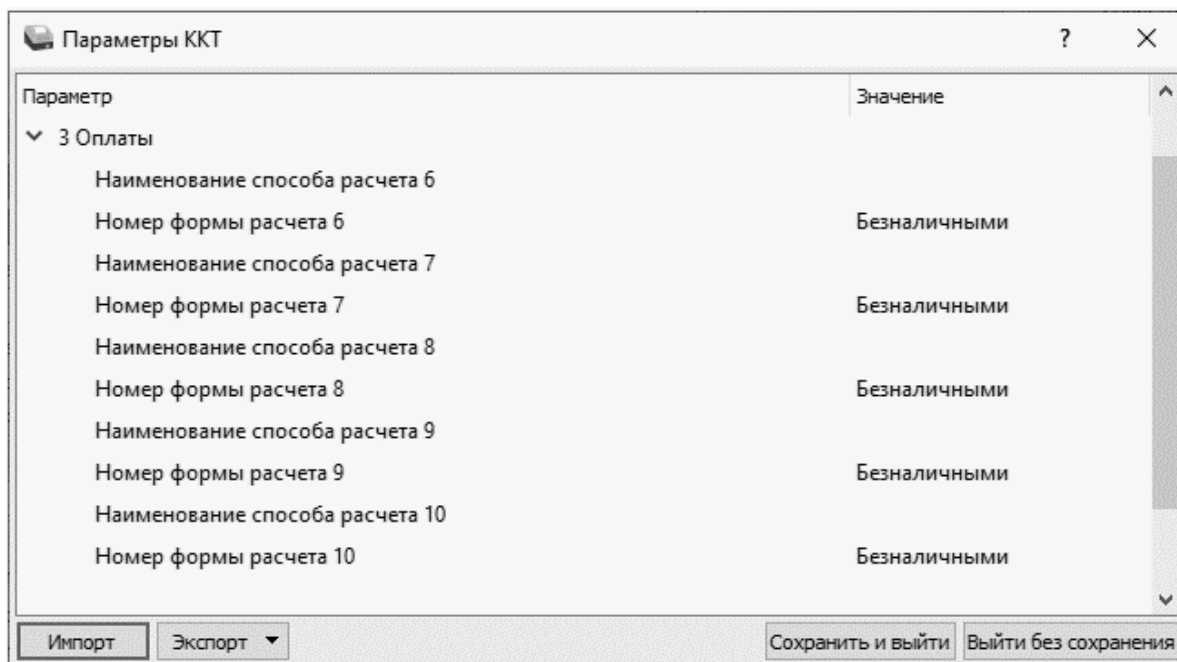 Параметры ККТ ?
Параметр Значение
3 Оплаты
Наименование способа расчета 6
Номер формы расчета 6 Безналичными
Наименование способа расчета 7
Номер формы расчета 7 Безналичными
Наименование способа расчета 8
Номер формы расчета 8 Безналичными
Наименование способа расчета 9
Номер формы расчета 9 Безналичными
Наименование способа расчета 10
Номер формы расчета 10 Безналичными
Импорт Экспорт Сохранить и выйти Выйти без сохранения